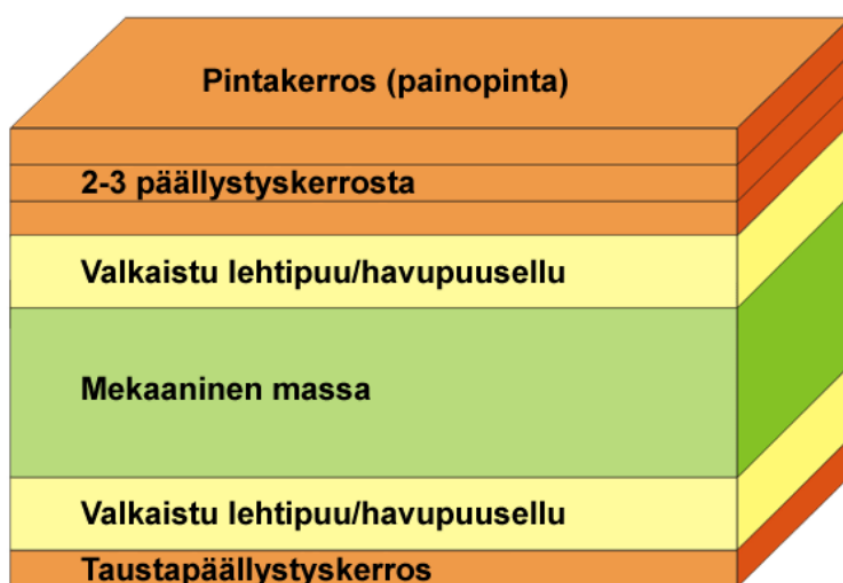 Pintakerros (painopinta)
2-3 päällystyskerrosta
Valkaistu lehtipuu/havupuusellu
Mekaaninen massa
Valkaistu lehtipuu/havupuusellu
Taustapäällystyskerros